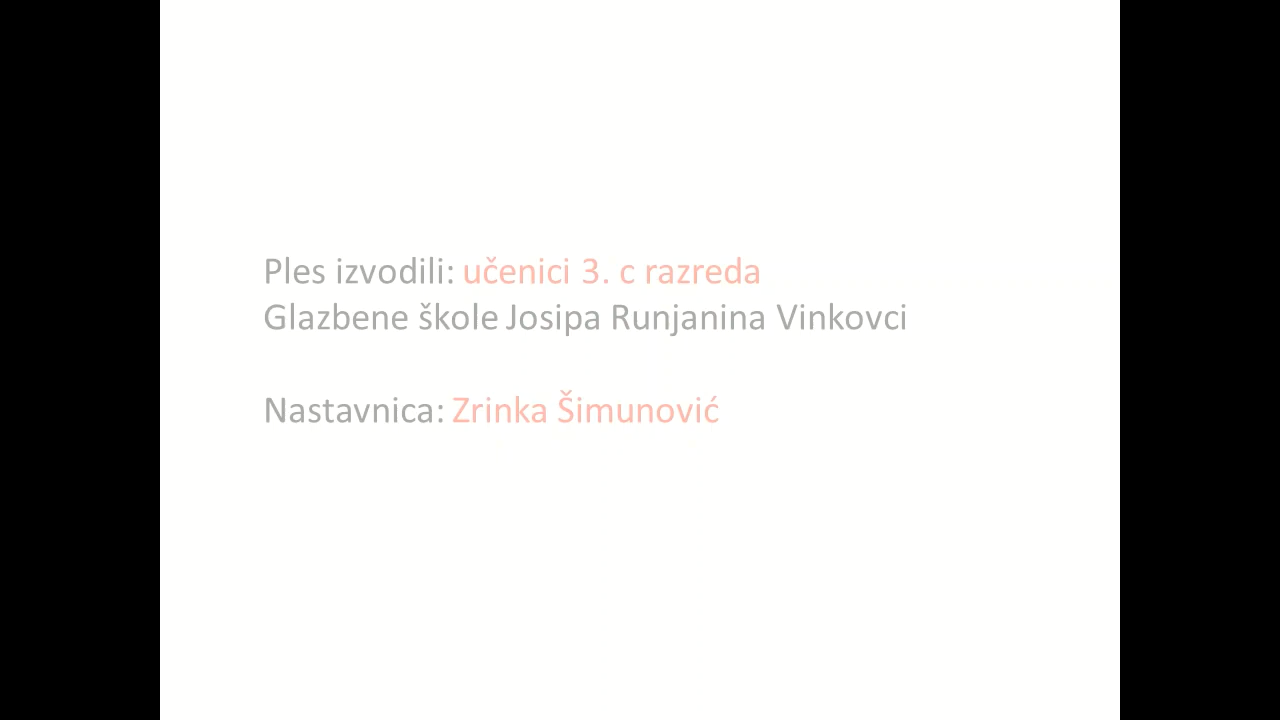 Ples izvodili: učenici 3. c razreda
Glazbene škole Josipa Runjanina Vinkovci
Nastavnica: Zrinka Šimunović